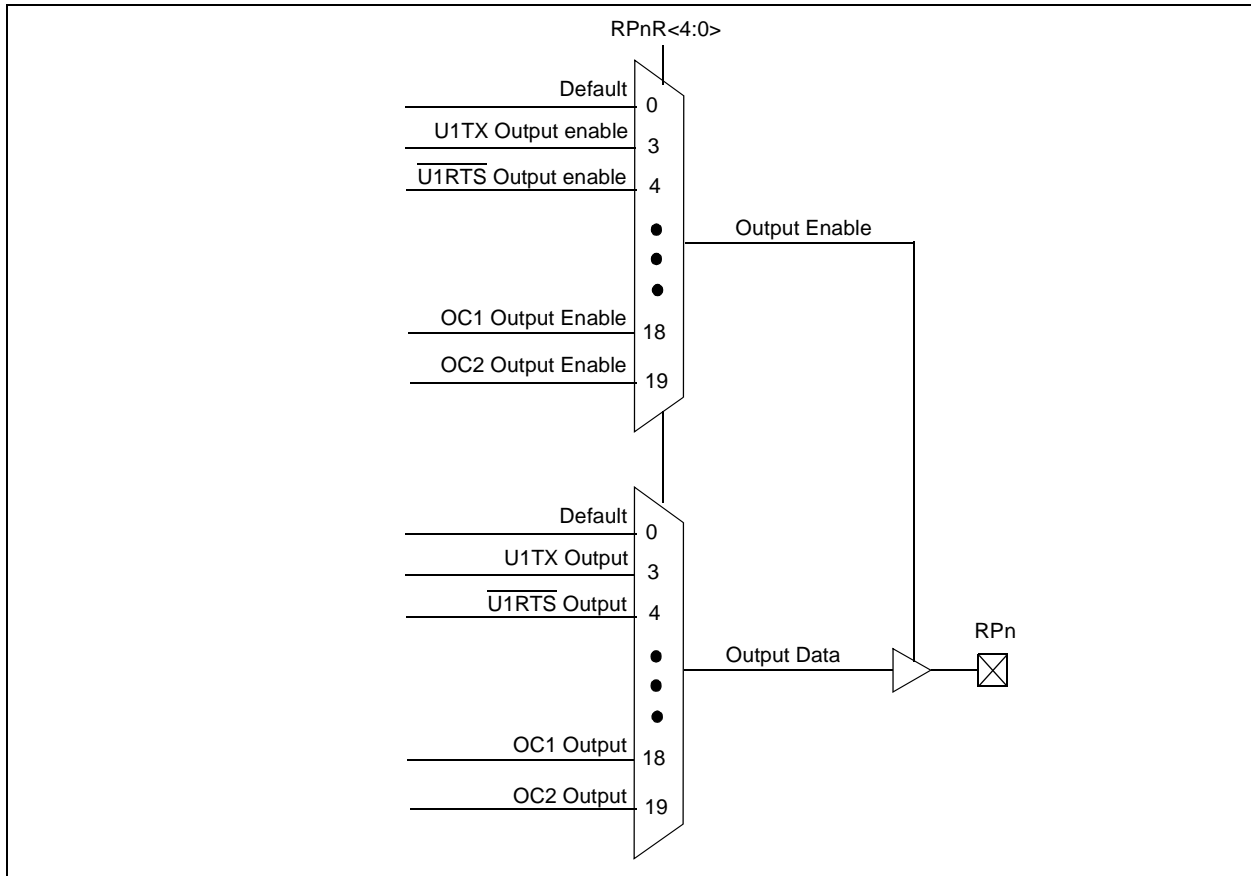 RPnR<4:0>
Default
0
U1TX Output enable
3
U1RTS Output enable
4
Output Enable
OC1 Output Enable
18
OC2 Output Enable
19
Default
0
U1TX Output
3
U1RTS Output
4
RPn
Output Data
OC1 Output
18
OC2 Output
19